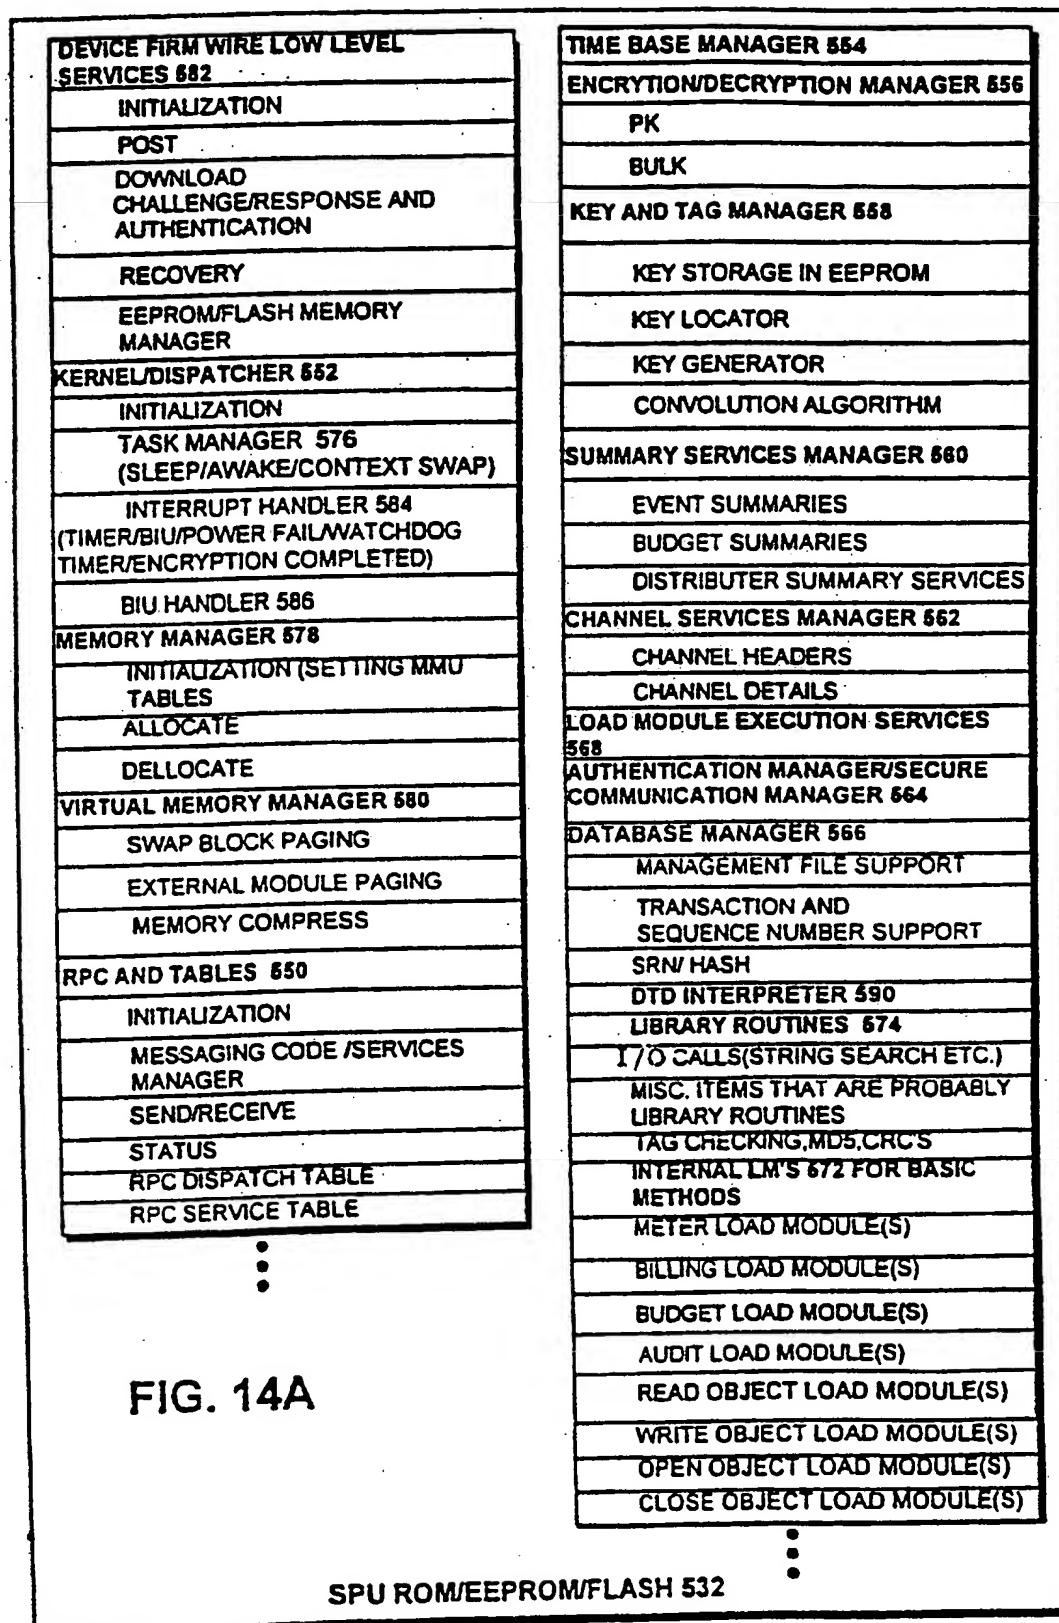 DEVICE FIRM WIRE LOW LEVEL
SERVICES 582
INITIALIZATION
POST
DOWNLOAD
CHALLENGE/RESPONSE AND
AUTHENTICATION
RECOVERY
EEPROM/FLASH MEMORY
MANAGER
KERNEL/DISPATCHER 552
INITIALIZATION
TASK MANAGER 576
(SLEEP/AWAKE/CONTEXT SWAP)
INTERRUPT HANDLER 584
(TIMER/BIU/POWER FAIL/WATCHDOG
TIMER/ENCRYPTION COMPLETED)
BIU HANDLER 586
MEMORY MANAGER 578
INITIALIZATION (SETTING MMU
TABLES
ALLOCATE
DELLOCATE
VIRTUAL MEMORY MANAGER 580
SWAP BLOCK PAGING
EXTERNAL MODULE PAGING
MEMORY COMPRESS
RPC AND TABLES 550
INITIALIZATION
MESSAGING CODE /SERVICES
MANAGER
SEND/RECEIVE
STATUS
RPC DISPATCH TABLE
RPC SERVICE TABLE
FIG. 14A
TIME BASE MANAGER 554
ENCRYTION/DECRYPTION MANAGER 556
PK
BULK
KEY AND TAG MANAGER 558
KEY STORAGE IN EEPROM
KEY LOCATOR
KEY GENERATOR
CONVOLUTION ALGORITHM
SUMMARY SERVICES MANAGER 560
EVENT SUMMARIES
BUDGET SUMMARIES
DISTRIBUTER SUMMARY SERVICES
CHANNEL SERVICES MANAGER 562
CHANNEL HEADERS
CHANNEL DETAILS
LOAD MODULE EXECUTION SERVICES
568
AUTHENTICATION MANAGER/SECURE
COMMUNICATION MANAGER 564
DATABASE MANAGER 566
MANAGEMENT FILE SUPPORT
TRANSACTION AND
SEQUENCE NUMBER SUPPORT
SRN/ HASH
DTD INTERPRETER 590
LIBRARY ROUTINES 574
I/O CALLS(STRING SEARCH ETC.)
MISC. ITEMS THAT ARE PROBABLY
LIBRARY ROUTINES
TAG CHECKING,MD5,CRC'S
INTERNAL LM'S 572 FOR BASIC
METHODS
METER LOAD MODULE(S)
BILLING LOAD MODULE(S)
BUDGET LOAD MODULE(S)
AUDIT LOAD MODULE(S)
READ OBJECT LOAD MODULE(S)
WRITE OBJECT LOAD MODULE(S)
OPEN OBJECT LOAD MODULE(S)
CLOSE OBJECT LOAD MODULE(S)
SPU ROM/EEPROM/FLASH 532